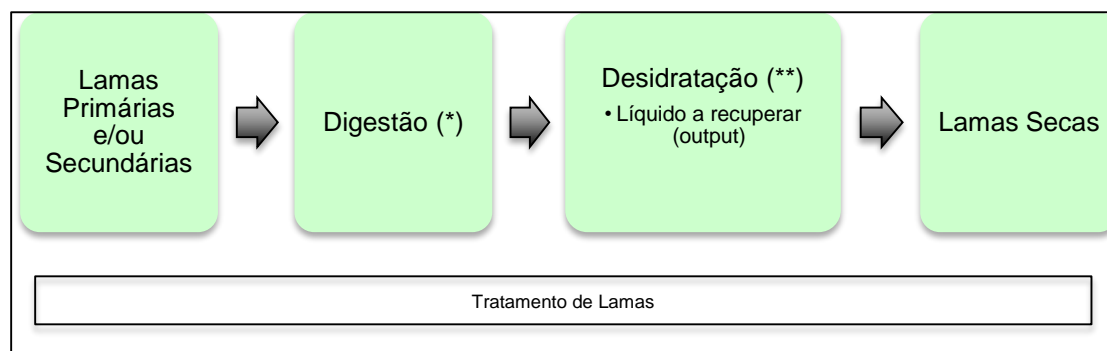 Lamas
Primárias
e/ou
Secundárias
Digestão (*)
Desidratação (**)
• Líquido a recuperar
(output)
Lamas Secas
Tratamento de Lamas